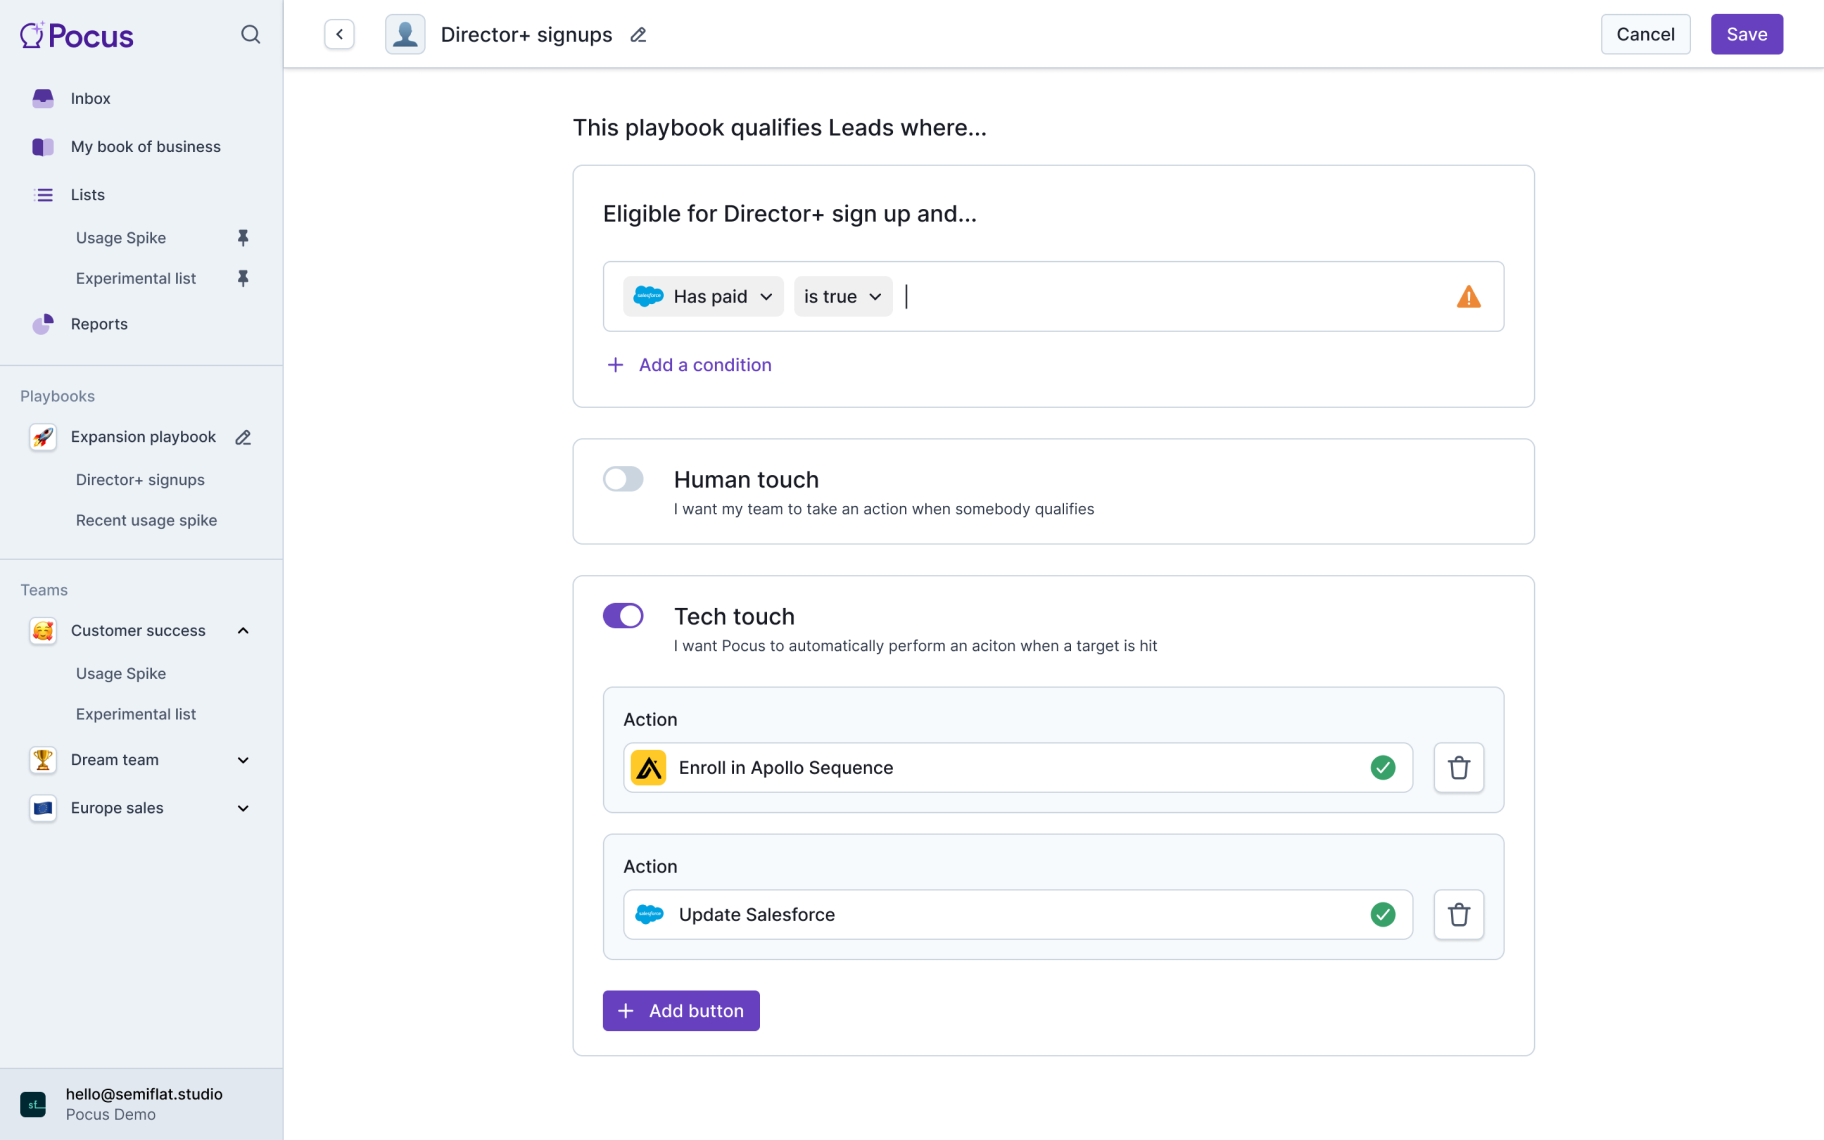 Pocus
Inbox
My book of business
Lists
Usage Spike
Experimental list
Reports
Playbooks
Expansion playbook
Director+ signups
Recent usage spike
Teams
Customer success
Usage Spike
Experimental list
Dream team
Europe sales
sf_
hello@semiflat.studio
Pocus Demo
Director+ signups
Cancel
Save
This playbook qualifies Leads where...
Eligible for Director+ sign up and...
salesforce Has paid is true
+ Add a condition
Human touch
I want my team to take an action when somebody qualifies
Tech touch
I want Pocus to automatically perform an aciton when a target is hit
Action
Enroll in Apollo Sequence
Action
salesforce Update Salesforce
+ Add button